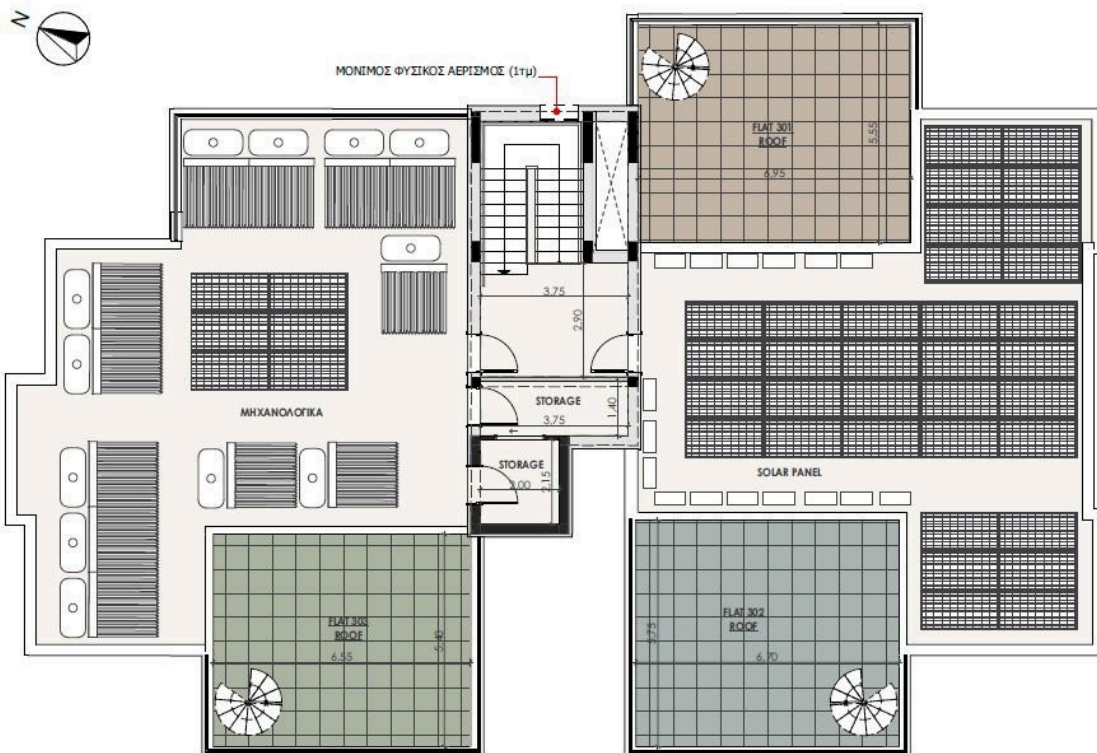 N
ΜΟΝΙΜΟΣ ΦΥΣΙΚΟΣ ΑΕΡΙΣΜΟΣ (1τμ)
FLAT 301
ROOF
5,55
6,95
3,75
2,90
ΜΗΧΑΝΟΛΟΓΙΚΑ
STORAGE
1,40
3,75
STORAGE
2,00
2,15
SOLAR PANEL
FLAT 303
ROOF
5,40
6,55
FLAT 302
ROOF
5,75
6,70